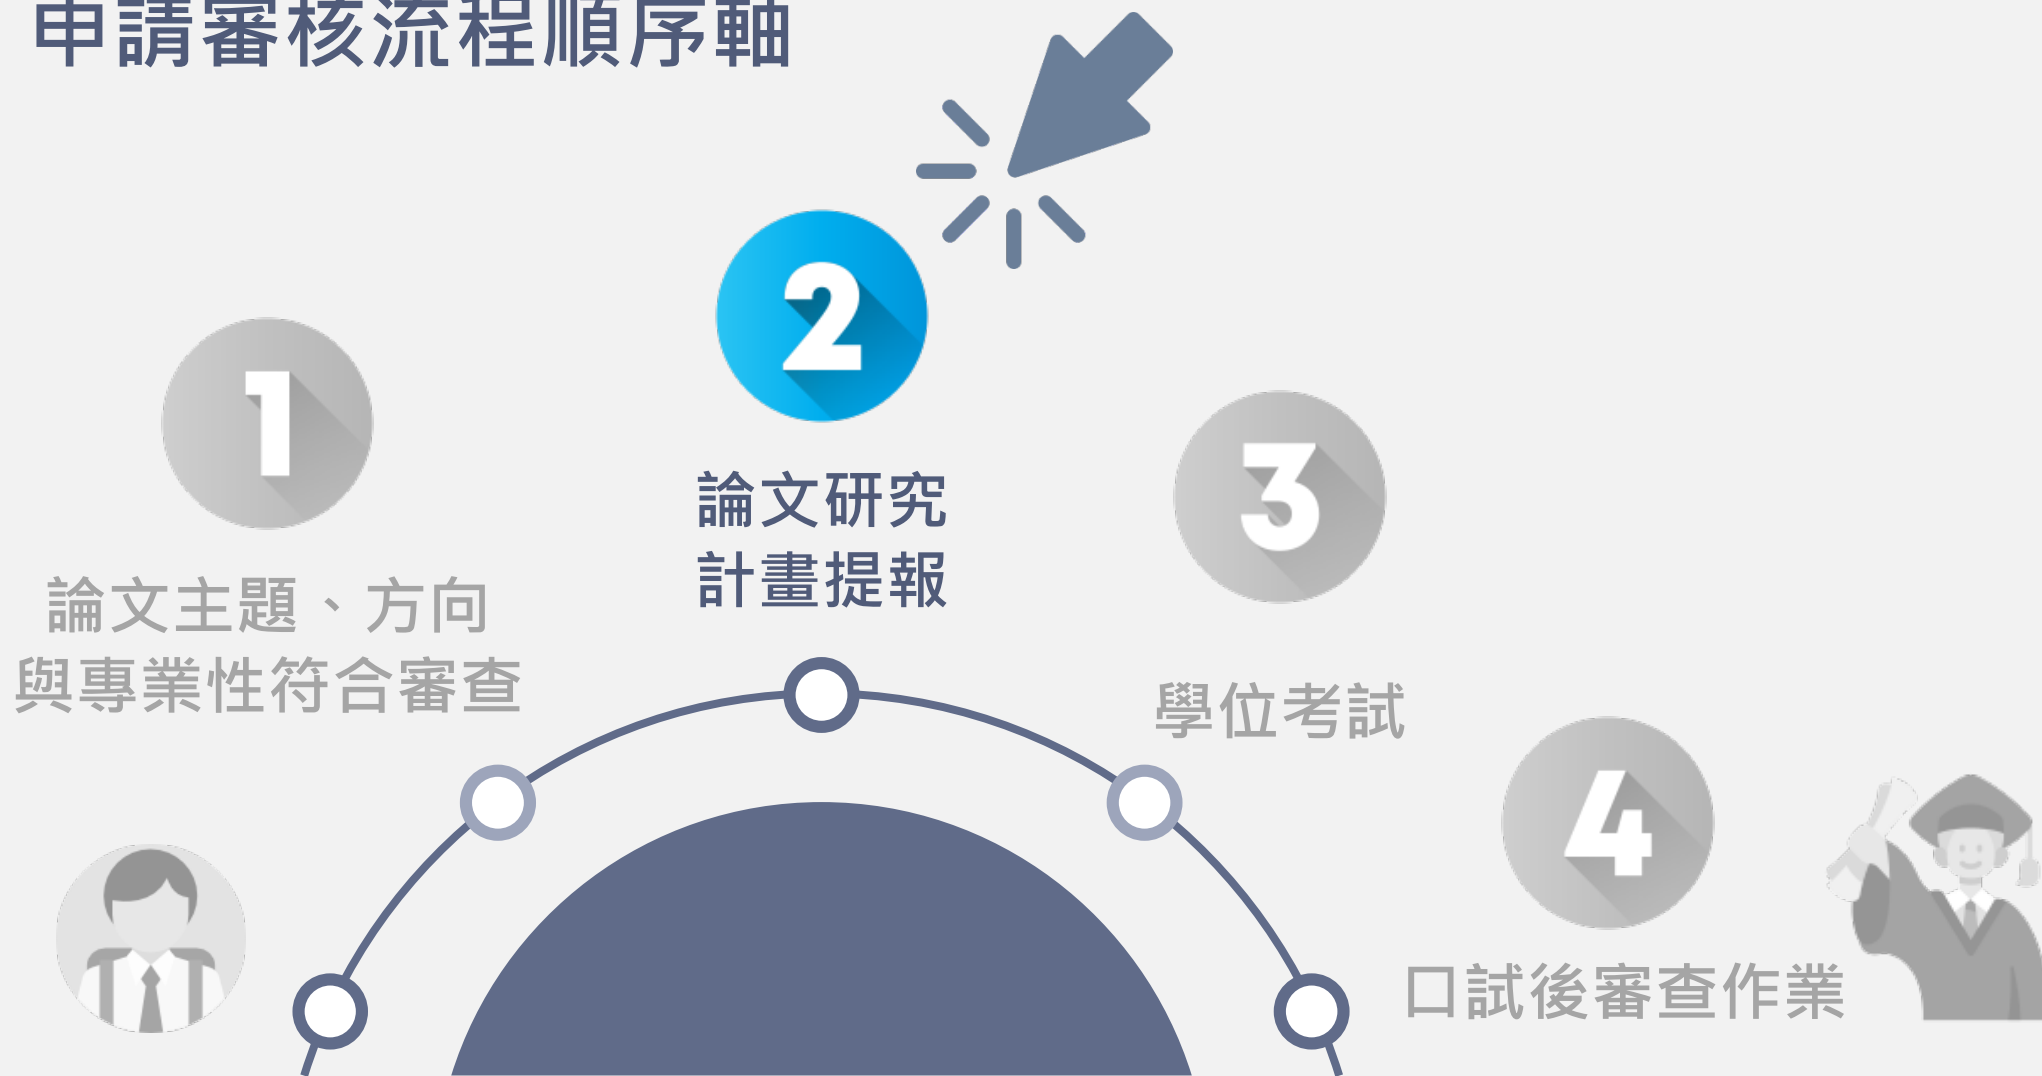 申請審核流程順序軸
1
論文主題、方向
與專業性符合審查
2
論文研究
計畫提報
3
學位考試
4
口試後審查作業